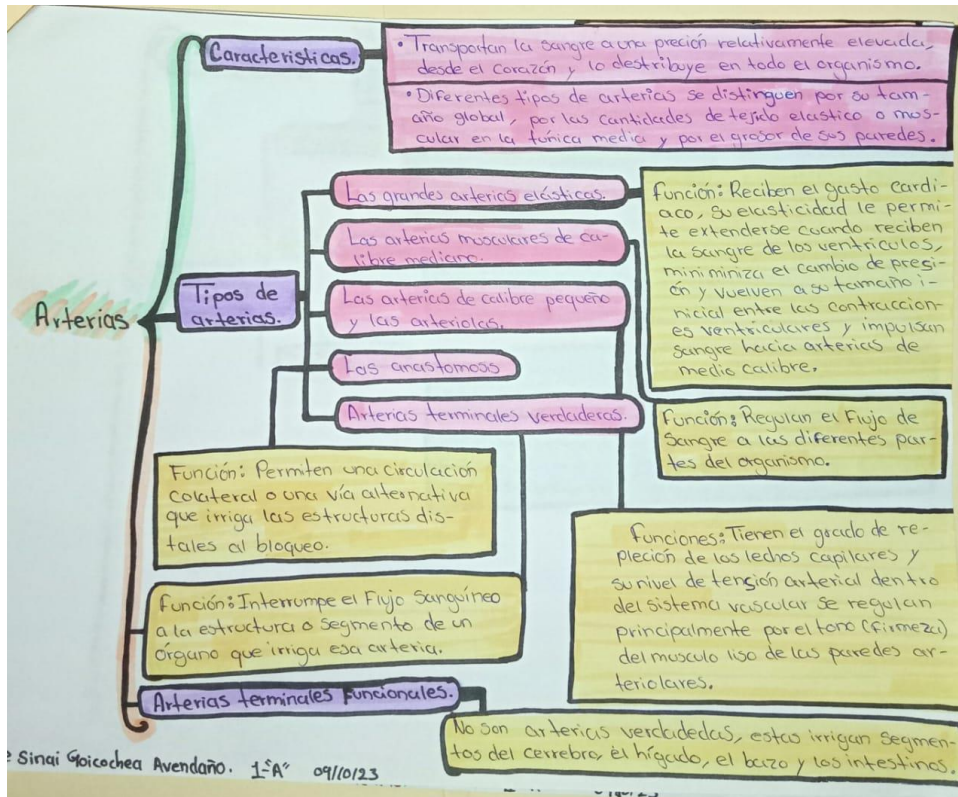 Arterias
Caracteristicas.
• Transportan la sangre a una preción relativamente elevada,
desde el corazón y lo destribuye en todo el organismo.
• Diferentes tipos de arterias se distinguen por su tam-
año global, por las cantidades de tejido elastico o mus-
cular en la túnica media y por el grosor de sus paredes.
Tipos de
arterias.
Las grandes arterias elásticas.
Función: Reciben el gasto cardi-
aco, su elasticidad le permi-
te extenderse cuando reciben
la sangre de los ventriculos,
mini miniza el cambio de presi-
ón y vuelven a su tamaño i-
nicial entre las contraccion-
es ventriculares y impulsan
sangre hacia arterias de
medio calibre.
Las arterias musculares de ca-
libre mediano.
Función: Regulan el Flujo de
Sangre a las diferentes par-
tes del organismo.
Las arterias de calibre pequeño
y las arteriolas.
Funciones: Tienen el grado de re-
pleción de los lechos capilares y
su nivel de tensión arterial dentro
del sistema vascular se regulan
principalmente por el tono (firmeza)
del musculo liso de las paredes ar-
teriolares.
Las anastomoss
Función: Permiten una circulación
colateral o una vía alternativa
que irriga las estructuras dis-
tales al bloqueo.
Arterias terminales verdaderas.
Función: Interrumpe el Flujo Sanguíneo
a la estructura o segmento de un
órgano que irriga esa arteria.
Arterias terminales funcionales.
No son arterias verdadedas, estas irrigan segmen-
tos del cerrebro, el hígado, el bazo y los intestinos.
Sinai Goicochea Avendaño. 1-"A" 09/10/23